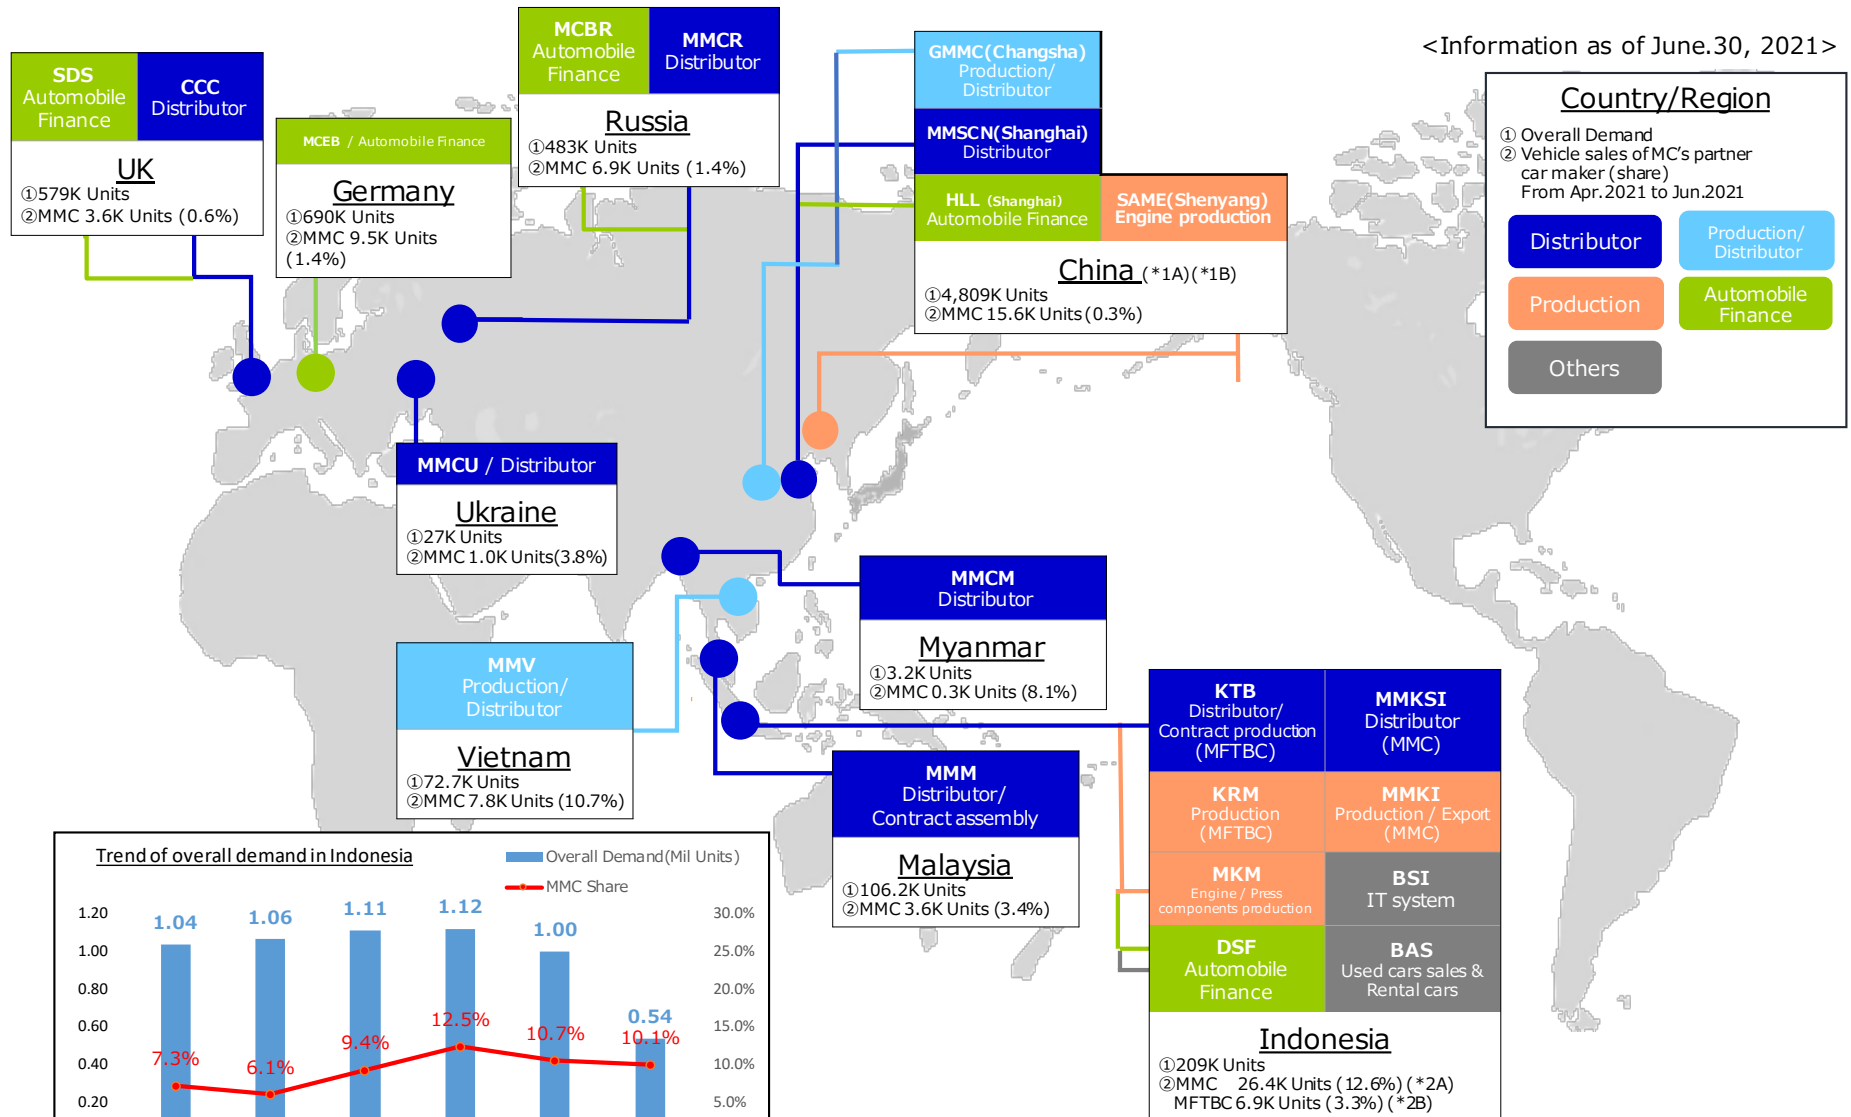 <Information as of June.30, 2021>
SDS
Automobile
Finance
CCC
Distributor
UK
①579K Units
②MMC 3.6K Units (0.6%)
MCEB / Automobile Finance
Germany
①690K Units
②MMC 9.5K Units
(1.4%)
MCBR
Automobile
Finance
MMCR
Distributor
Russia
①483K Units
②MMC 6.9K Units (1.4%)
GMMC(Changsha)
Production/
Distributor
MMSCN(Shanghai)
Distributor
HLL (Shanghai)
Automobile Finance
SAME(Shenyang)
Engine production
China (*1A)(*1B)
①4,809K Units
②MMC 15.6K Units(0.3%)
Country/Region
① Overall Demand
② Vehicle sales of MC's partner
car maker (share)
From Apr.2021 to Jun.2021
Distributor
Production/
Distributor
Production
Automobile
Finance
Others
MMCU / Distributor
Ukraine
①27K Units
②MMC 1.0K Units(3.8%)
MMCM
Distributor
Myanmar
①3.2K Units
②MMC 0.3K Units (8.1%)
MMV
Production/
Distributor
Vietnam
①72.7K Units
②MMC 7.8K Units (10.7%)
MMM
Distributor/
Contract assembly
Malaysia
①106.2K Units
②MMC 3.6K Units (3.4%)
KTB
Distributor/
Contract production
(MFTBC)
MMKSI
Distributor
(MMC)
KRM
Production
(MFTBC)
MMKI
Production / Export
(MMC)
MKM
Engine / Press
components production
BSI
IT system
DSF
Automobile
Finance
BAS
Used cars sales &
Rental cars
Indonesia
①209K Units
②MMC 26.4K Units (12.6%) (*2A)
MFTBC 6.9K Units (3.3%) (*2B)
Trend of overall demand in Indonesia
Overall Demand(Mil Units)
MMC Share
1.20
1.00
0.80
0.60
0.40
0.20
1.04
1.06
1.11
1.12
1.00
0.54
7.3%
6.1%
9.4%
12.5%
10.7%
10.1%
30.0%
25.0%
20.0%
15.0%
10.0%
5.0%